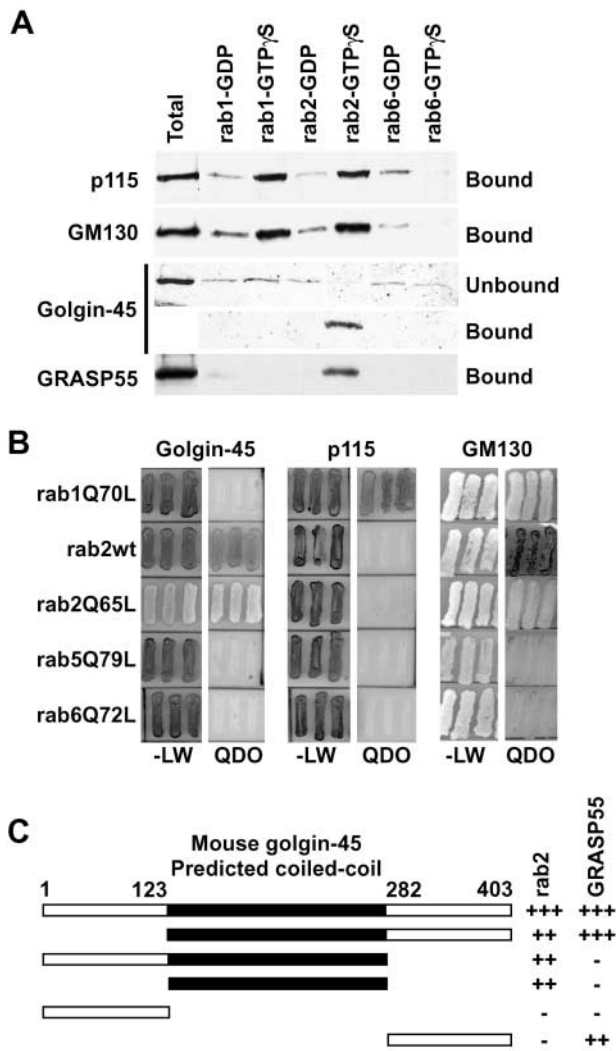 A
Total
rab1-GDP
rab1-GTPγS
rab2-GDP
rab2-GTPγS
rab6-GDP
rab6-GTPγS
p115
Bound
GM130
Bound
Golgin-45
Unbound
Bound
GRASP55
Bound
B
Golgin-45 p115 GM130
rab1Q70L
rab2wt
rab2Q65L
rab5Q79L
rab6Q72L
-LW QDO -LW QDO -LW QDO
C
Mouse golgin-45
Predicted coiled-coil
rab2
GRASP55
1 123 282 403
+++ +++
++ +++
++ -
++ -
- -
- ++